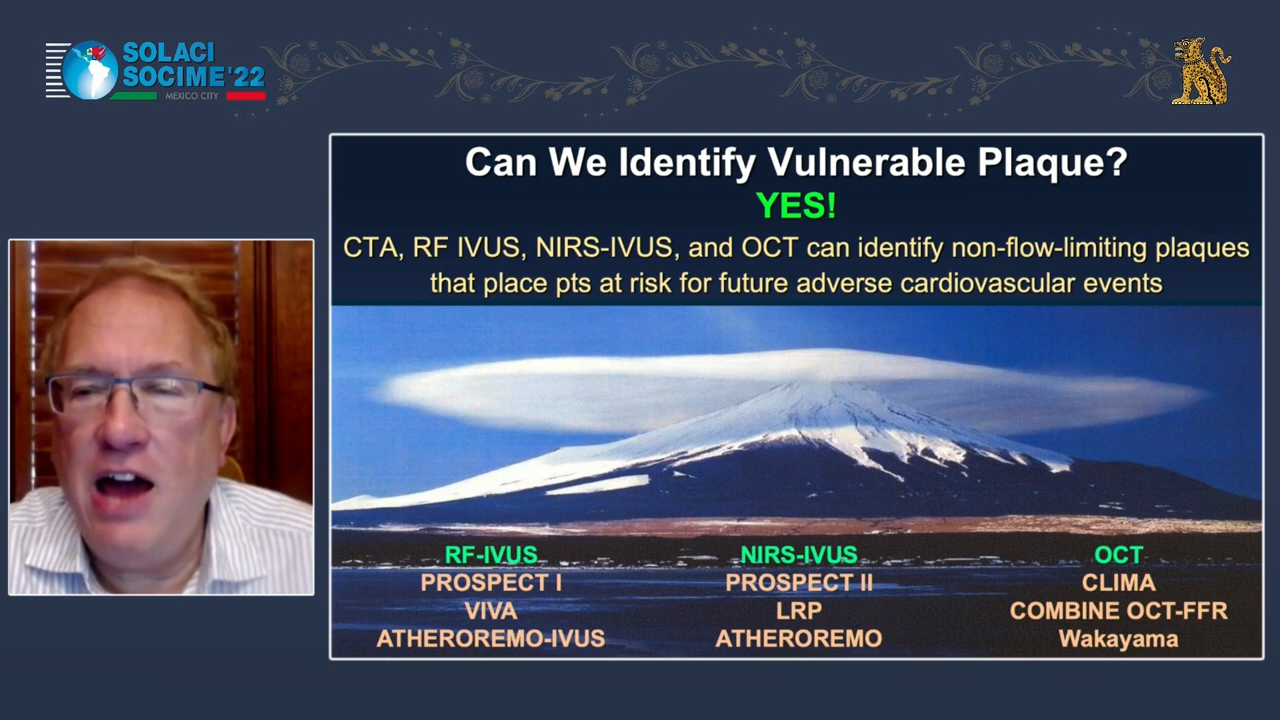 SOLACI
SOCIME'22
MEXICO CITY
Can We Identify Vulnerable Plaque?
YES!
CTA, RF IVUS, NIRS-IVUS, and OCT can identify non-flow-limiting plaques
that place pts at risk for future adverse cardiovascular events
RF-IVUS
PROSPECT I
VIVA
ATHEROREMO-IVUS
NIRS-IVUS
PROSPECT II
LRP
ATHEROREMO
OCT
CLIMA
COMBINE OCT-FFR
Wakayama